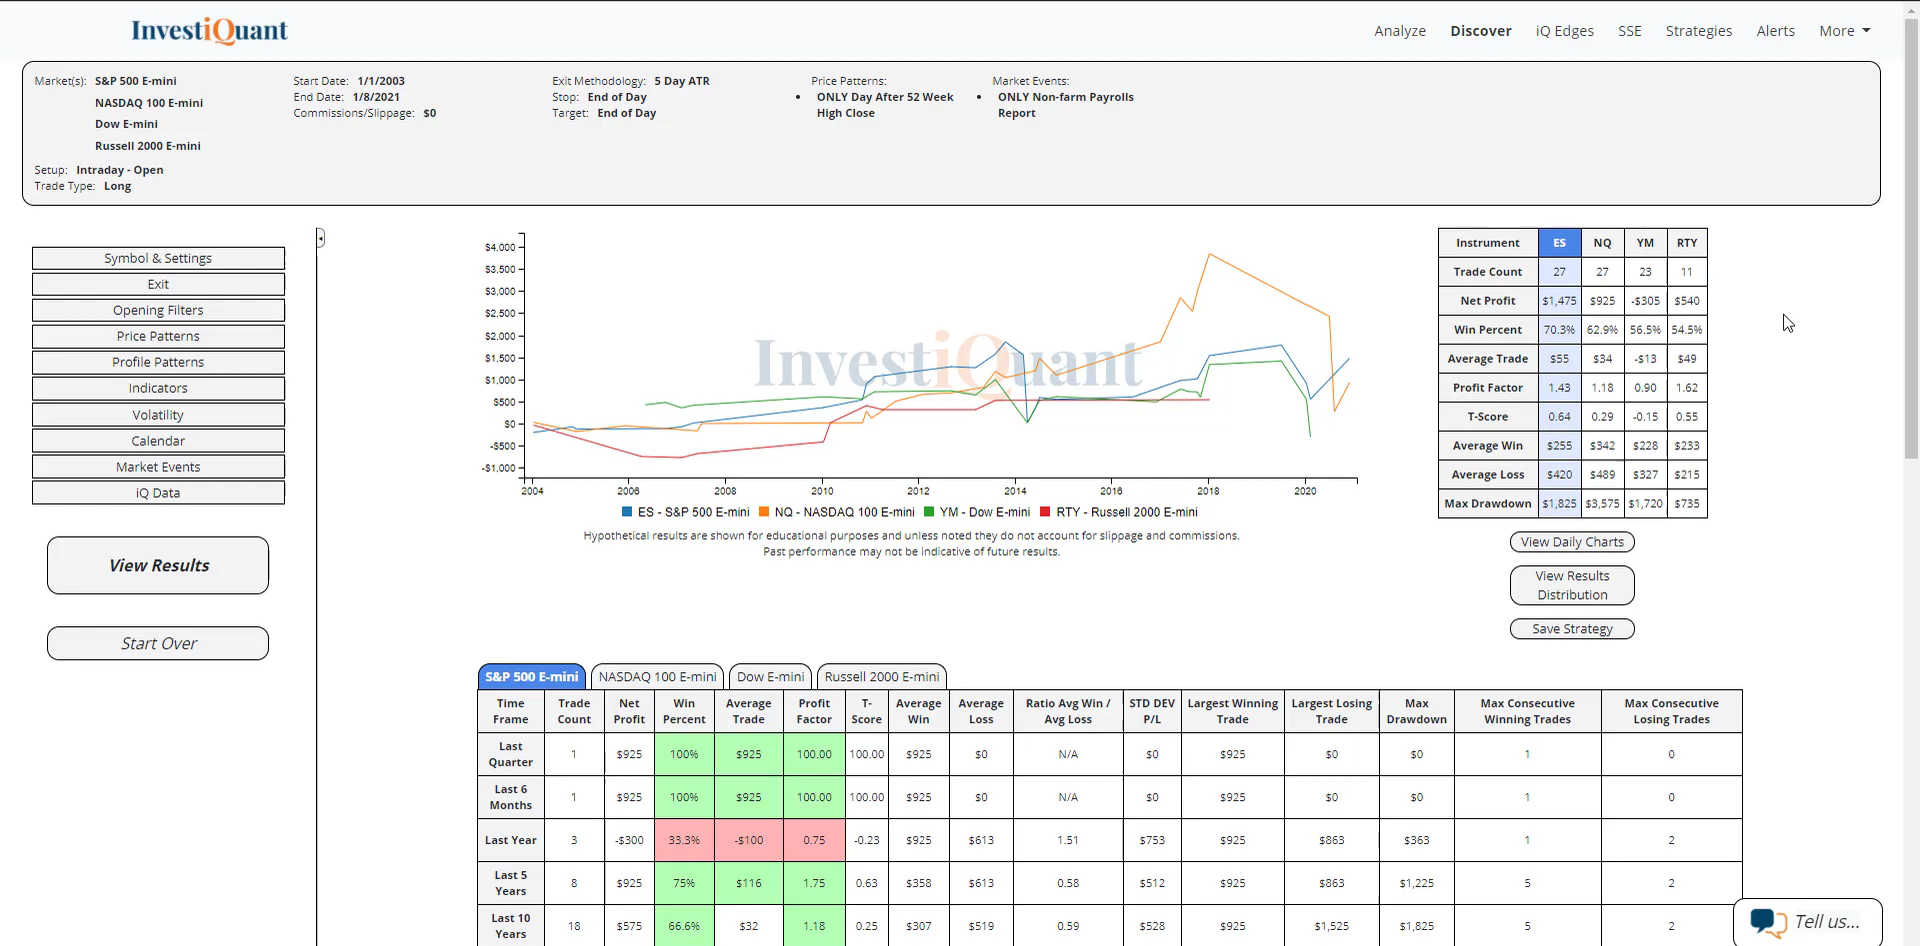 InvestiQuant
Analyze Discover iQ Edges SSE Strategies Alerts More
Market(s): S&P 500 E-mini
NASDAQ 100 E-mini
Dow E-mini
Russell 2000 E-mini
Setup: Intraday - Open
Trade Type: Long
Start Date: 1/1/2003
End Date: 1/8/2021
Commissions/Slippage: $0
Exit Methodology: 5 Day ATR
Stop: End of Day
Target: End of Day
Price Patterns:
• ONLY Day After 52 Week
High Close
Market Events:
• ONLY Non-farm Payrolls
Report
Symbol & Settings
Exit
Opening Filters
Price Patterns
Profile Patterns
Indicators
Volatility
Calendar
Market Events
iQ Data
View Results
Start Over
$4,000
$3,500
$3,000
$2,500
$2,000
$1,500
$1,000
$500
$0
-$500
-$1,000
InvestiQuant
2004 2006 2008 2010 2012 2014 2016 2018 2020
ES - S&P 500 E-mini NQ - NASDAQ 100 E-mini YM - Dow E-mini RTY - Russell 2000 E-mini
Hypothetical results are shown for educational purposes and unless noted they do not account for slippage and commissions.
Past performance may not be indicative of future results.
Instrument ES NQ YM RTY
Trade Count 27 27 23 11
Net Profit $1,475 $925 -$305 $540
Win Percent 70.3% 62.9% 56.5% 54.5%
Average Trade $55 $34 -$13 $49
Profit Factor 1.43 1.18 0.90 1.62
T-Score 0.64 0.29 -0.15 0.55
Average Win $255 $342 $228 $233
Average Loss $420 $489 $327 $215
Max Drawdown $1,825 $3,575 $1,720 $735
View Daily Charts
View Results
Distribution
Save Strategy
S&P 500 E-mini NASDAQ 100 E-mini Dow E-mini Russell 2000 E-mini
Time Trade Net Win Average Profit T- Average Average Ratio Avg Win / STD DEV Largest Winning Largest Losing Max Max Consecutive Max Consecutive
Frame Count Profit Percent Trade Factor Score Win Loss Avg Loss P/L Trade Trade Drawdown Winning Trades Losing Trades
Last
Quarter 1 $925 100% $925 100.00 100.00 $925 $0 N/A $0 $925 $0 $0 1 0
Last 6
Months 1 $925 100% $925 100.00 100.00 $925 $0 N/A $0 $925 $0 $0 1 0
Last Year 3 -$300 33.3% -$100 0.75 -0.23 $925 $613 1.51 $753 $925 $863 $363 1 2
Last 5
Years 8 $925 75% $116 1.75 0.63 $358 $613 0.58 $512 $925 $863 $1,225 5 2
Last 10
Years 18 $575 66.6% $32 1.18 0.25 $307 $519 0.59 $528 $925 $1,525 $1,825 5 2
Tell us...